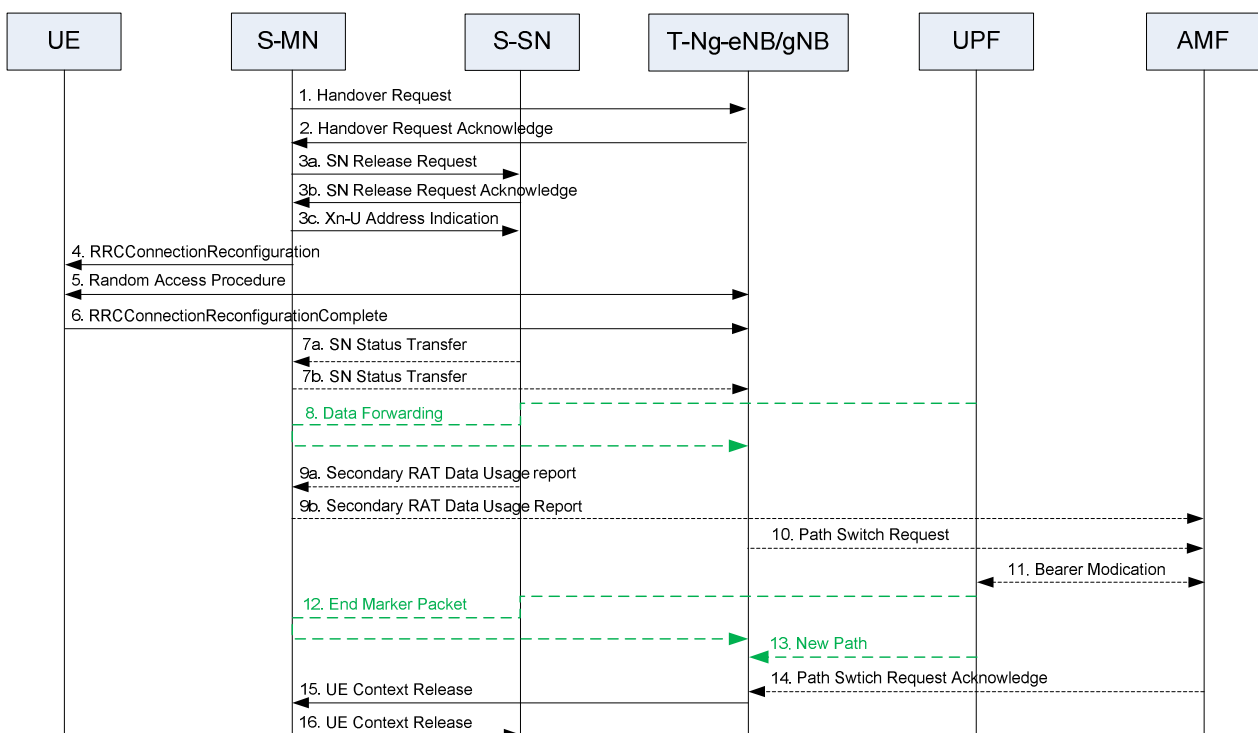 UE
S-MN
S-SN
T-Ng-eNB/gNB
UPF
AMF
1. Handover Request
2. Handover Request Acknowledge
3a. SN Release Request
3b. SN Release Request Acknowledge
3c. Xn-U Address Indication
4. RRCConnectionReconfiguration
5. Random Access Procedure
6. RRCConnectionReconfigurationComplete
7a. SN Status Transfer
7b. SN Status Transfer
8. Data Forwarding
9a. Secondary RAT Data Usage report
9b. Secondary RAT Data Usage Report
10. Path Switch Request
11. Bearer Modication
12. End Marker Packet
13. New Path
14. Path Swtich Request Acknowledge
15. UE Context Release
16. UE Context Release